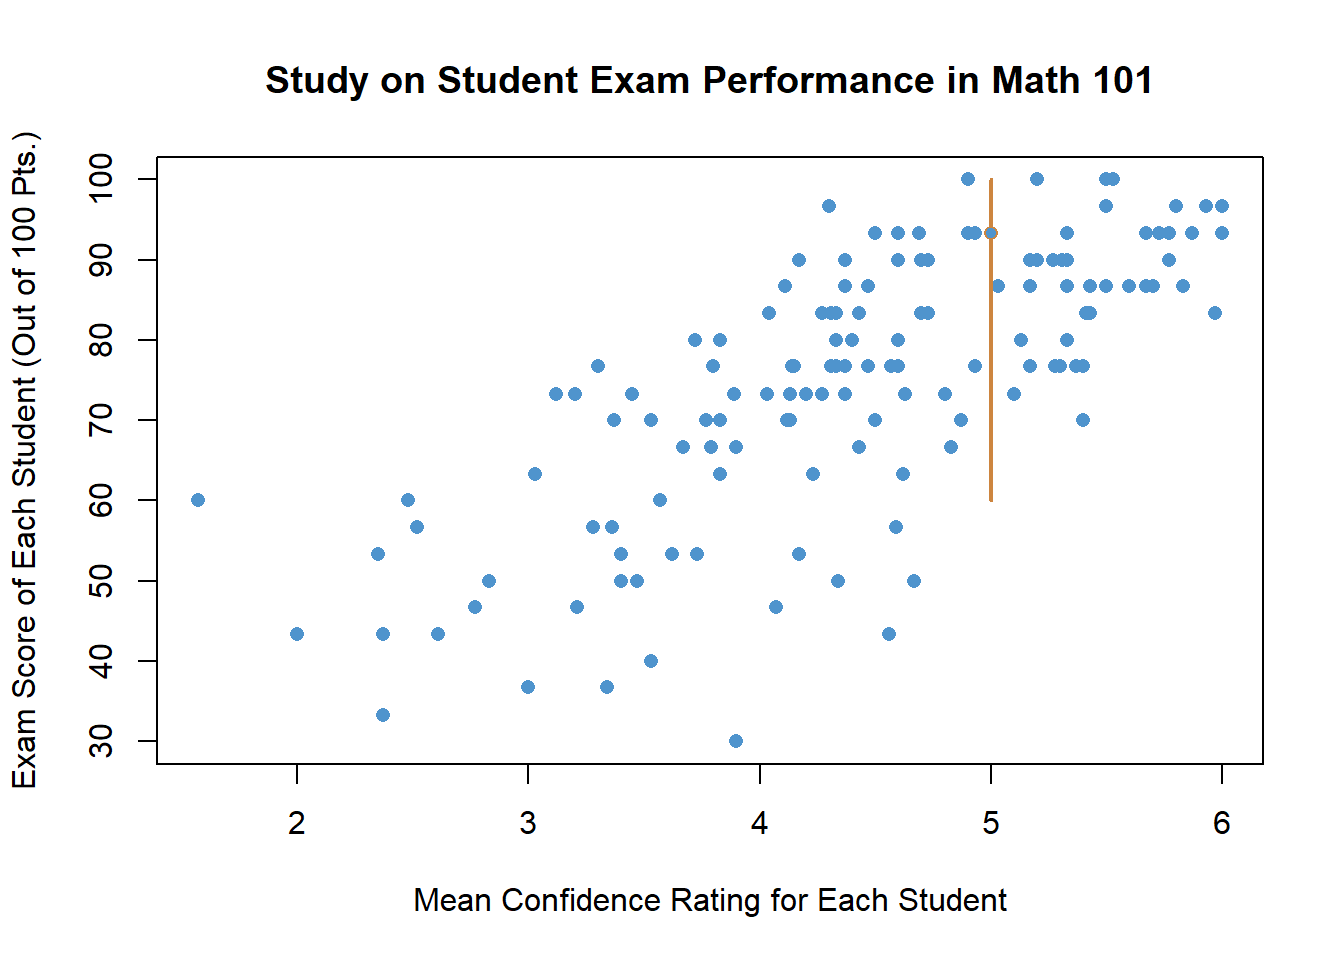 Study on Student Exam Performance in Math 101
Exam Score of Each Student (Out of 100 Pts.)
100
90
80
70
60
50
40
30
2 3 4 5 6
Mean Confidence Rating for Each Student